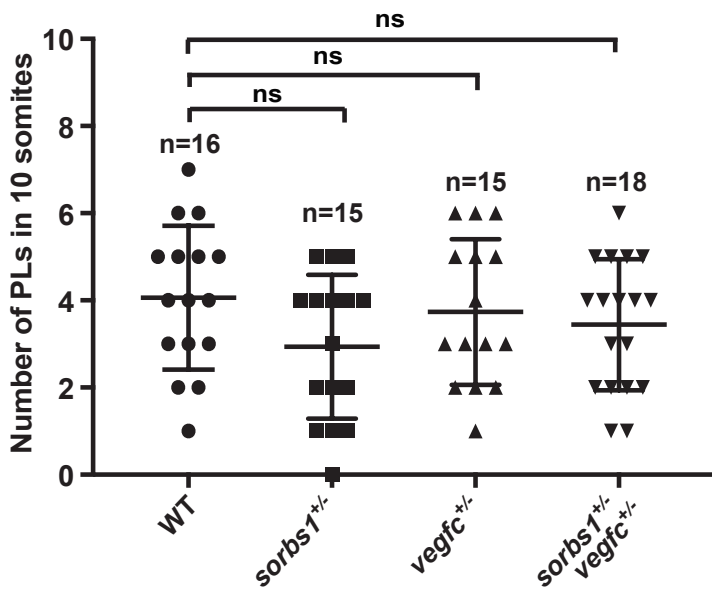 ns
10
ns
ns
8
n=16
n=15
n=18
n=15
6
4
2
0
Number of PLs in 10 somites
WT
sorbs1+/-
vegfc+/-
sorbs1+/-
vegfc+/-